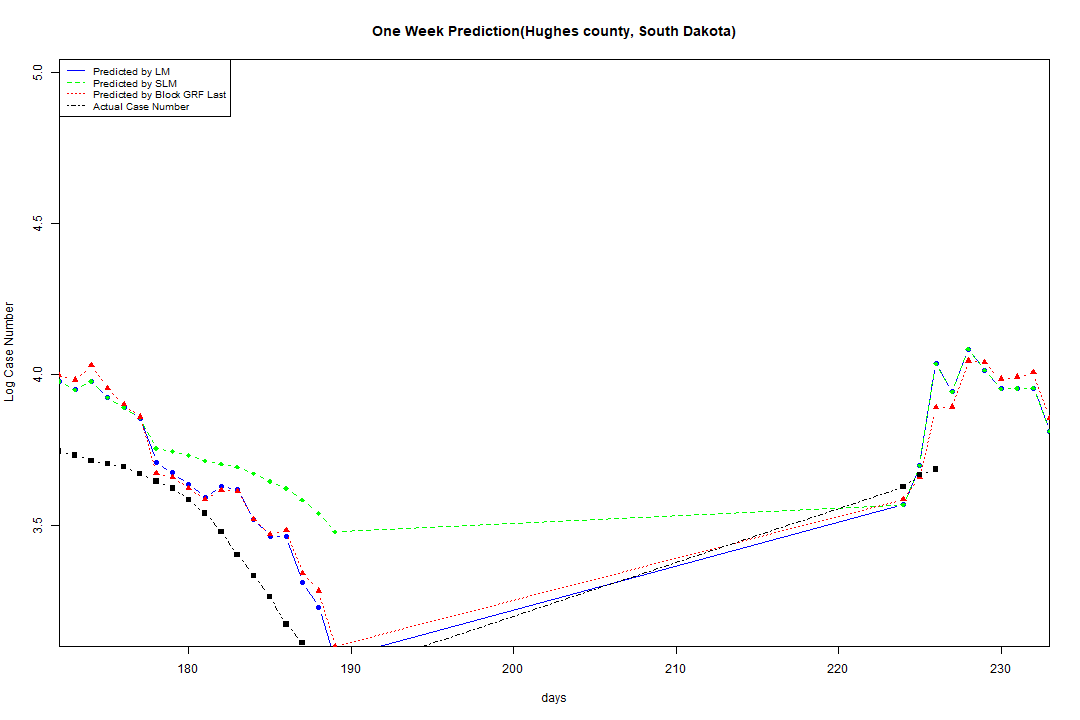 One Week Prediction(Hughes county, South Dakota)
Predicted by LM
Predicted by SLM
Predicted by Block GRF Last
Actual Case Number
5.0
4.5
4.0
3.5
Log Case Number
180 190 200 210 220 230
days